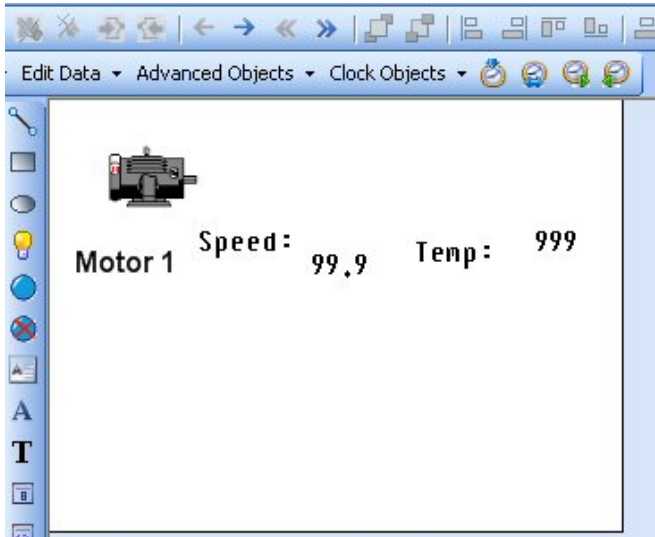 Edit Data Advanced Objects Clock Objects
Motor 1
Speed:
99.9
Temp:
999
A
A
T
B